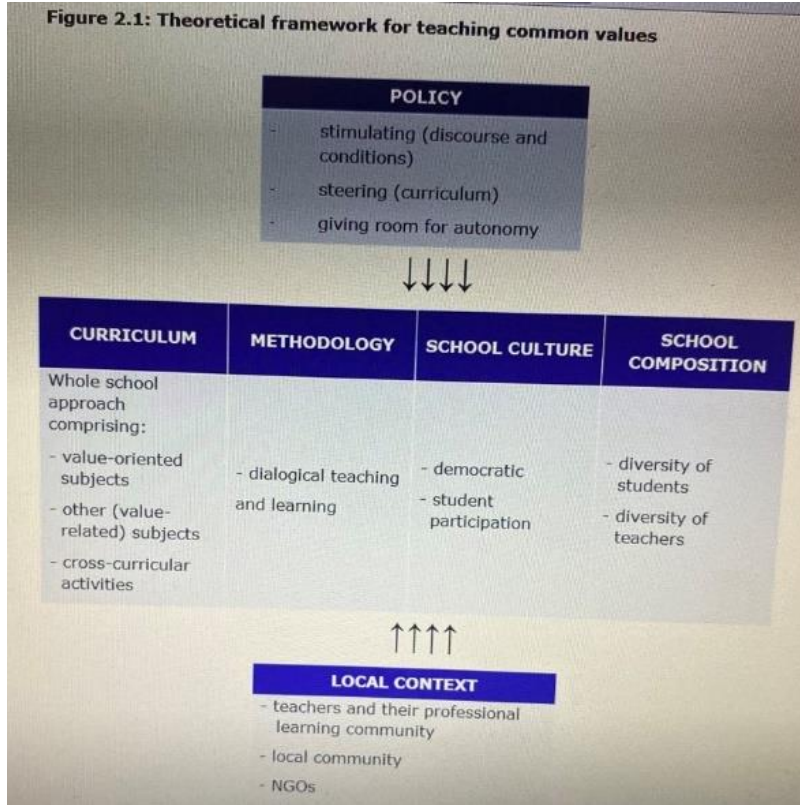 Figure 2.1: Theoretical framework for teaching common values
POLICY
- stimulating (discourse and
conditions)
- steering (curriculum)
- giving room for autonomy
↓↓↓↓
CURRICULUM
Whole school
approach
comprising:
- value-oriented
subjects
- other (value-
related) subjects
- cross-curricular
activities
METHODOLOGY
- dialogical teaching
and learning
SCHOOL CULTURE
- democratic
- student
participation
SCHOOL
COMPOSITION
- diversity of
students
- diversity of
teachers
↑↑↑↑
LOCAL CONTEXT
- teachers and their professional
learning community
- local community
- NGOs